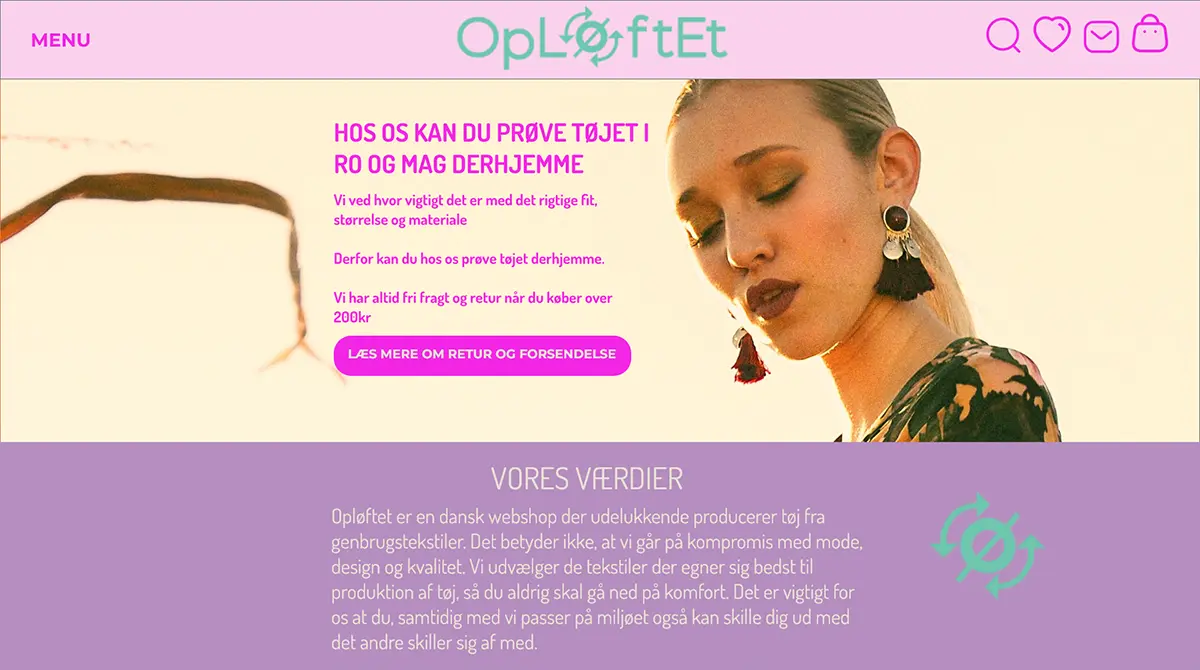 MENU
OpLØftEt
HOS OS KAN DU PRØVE TØJET I
RO OG MAG DERHJEMME
Vi ved hvor vigtigt det er med det rigtige fit,
størrelse og materiale
Derfor kan du hos os prøve tøjet derhjemme.
Vi har altid fri fragt og retur når du køber over
200kr
LÆS MERE OM RETUR OG FORSENDELSE
VORES VÆRDIER
Opløftet er en dansk webshop der udelukkende producerer tøj fra
genbrugstekstiler. Det betyder ikke, at vi går på kompromis med mode,
design og kvalitet. Vi udvælger de tekstiler der egner sig bedst til
produktion af tøj, så du aldrig skal gå ned på komfort. Det er vigtigt for
os at du, samtidig med vi passer på miljøet også kan skille dig ud med
det andre skiller sig af med.